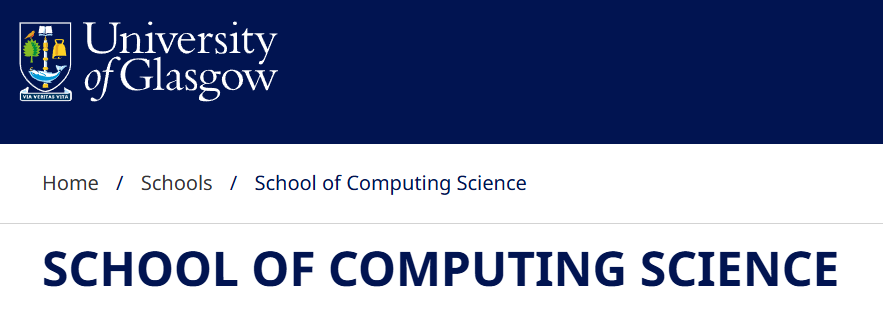 University
of Glasgow
VIA VERITAS VITA
Home / Schools / School of Computing Science
SCHOOL OF COMPUTING SCIENCE